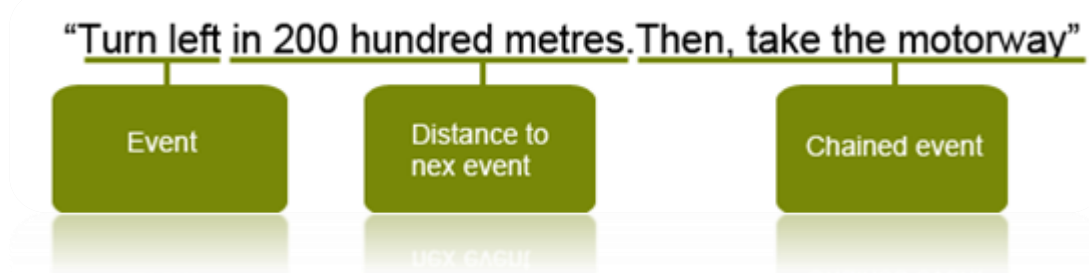 “Turn left in 200 hundred metres.Then, take the motorway”
Event
Distance to
nex event
Chained event